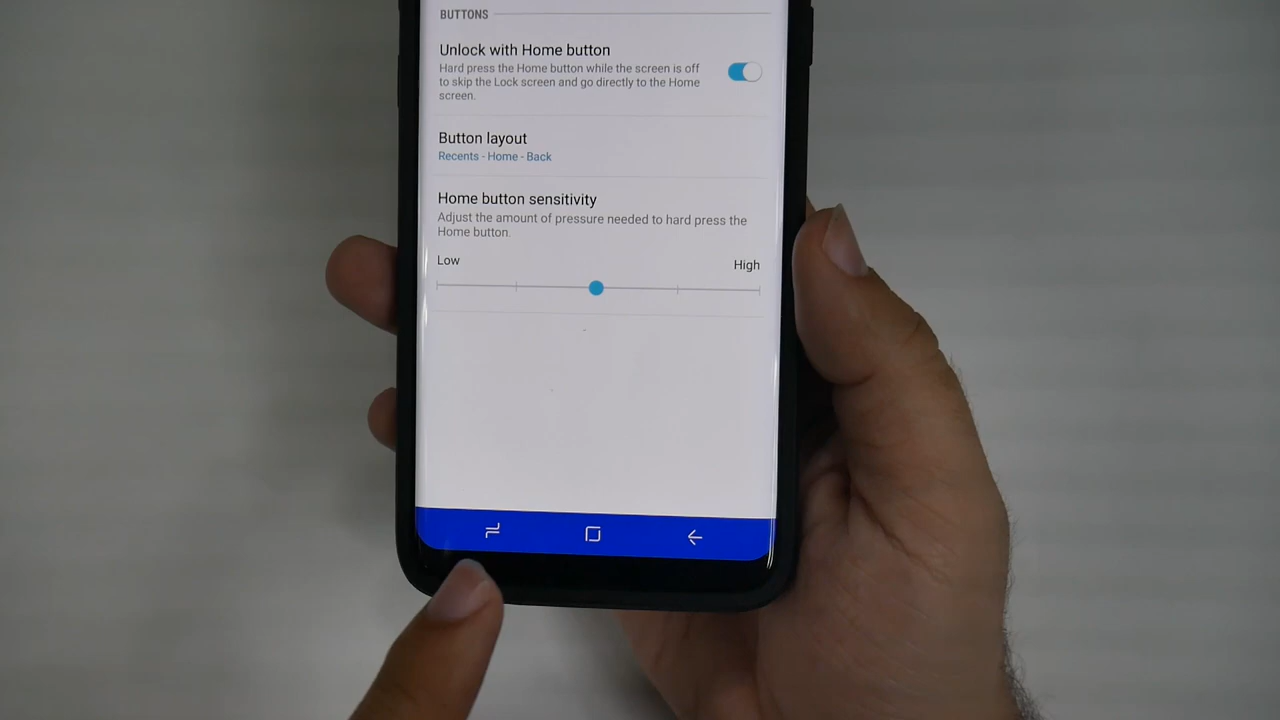 BUTTONS
Unlock with Home button
Hard press the Home button while the screen is off
to skip the Lock screen and go directly to the Home
screen.
Button layout
Recents - Home - Back
Home button sensitivity
Adjust the amount of pressure needed to hard press the
Home button.
Low
High